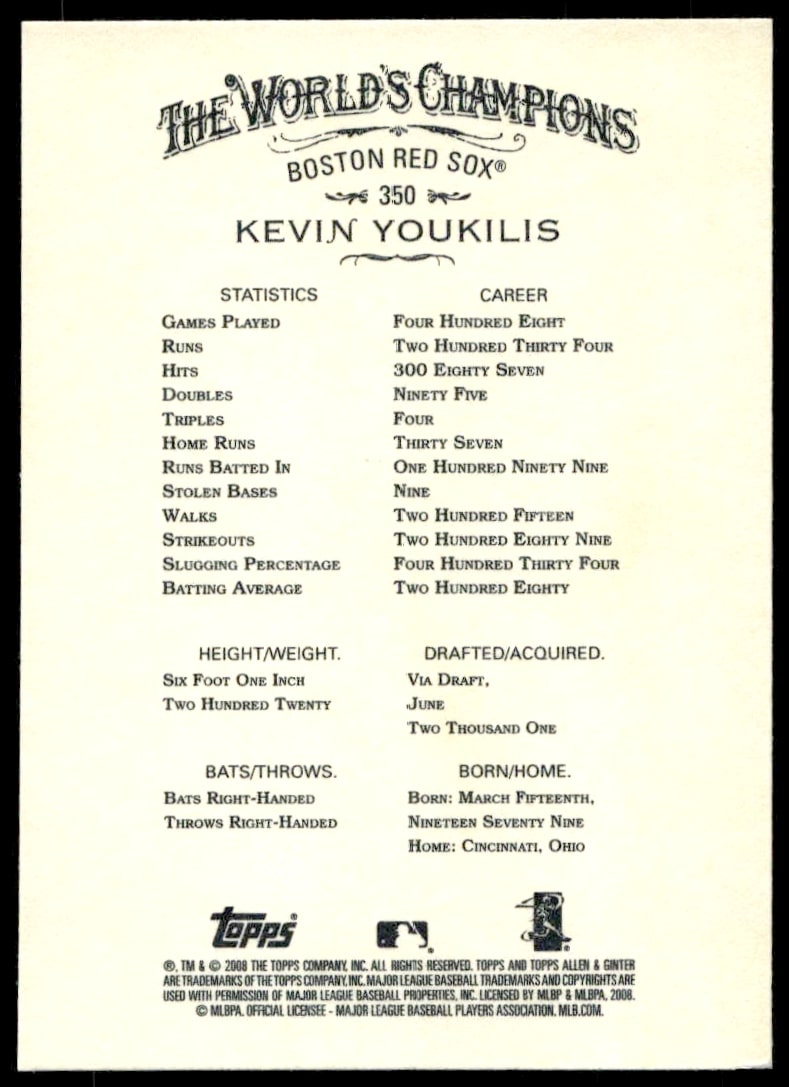 THE WORLD'S CHAMPIONS
BOSTON RED SOX®
350
KEVIN YOUKILIS
STATISTICS CAREER
GAMES PLAYED FOUR HUNDRED EIGHT
RUNS TWO HUNDRED THIRTY FOUR
HITS 300 EIGHTY SEVEN
DOUBLES NINETY FIVE
TRIPLES FOUR
HOME RUNS THIRTY SEVEN
RUNS BATTED IN ONE HUNDRED NINETY NINE
STOLEN BASES NINE
WALKS TWO HUNDRED FIFTEEN
STRIKEOUTS TWO HUNDRED EIGHTY NINE
SLUGGING PERCENTAGE FOUR HUNDRED THIRTY FOUR
BATTING AVERAGE TWO HUNDRED EIGHTY
HEIGHT/WEIGHT.
SIX FOOT ONE INCH
TWO HUNDRED TWENTY
DRAFTED/ACQUIRED.
VIA DRAFT,
JUNE
TWO THOUSAND ONE
BATS/THROWS.
BATS RIGHT-HANDED
THROWS RIGHT-HANDED
BORN/HOME.
BORN: MARCH FIFTEENTH,
NINETEEN SEVENTY NINE
HOME: CINCINNATI, OHIO
topps®
®, TM & © 2008 THE TOPPS COMPANY, INC. ALL RIGHTS RESERVED. TOPPS AND TOPPS ALLEN & GINTER
ARE TRADEMARKS OF THE TOPPS COMPANY, INC. MAJOR LEAGUE BASEBALL TRADEMARKS AND COPYRIGHTS ARE
USED WITH PERMISSION OF MAJOR LEAGUE BASEBALL PROPERTIES, INC. LICENSED BY MLBP & MLBPA, 2008.
© MLBPA. OFFICIAL LICENSEE - MAJOR LEAGUE BASEBALL PLAYERS ASSOCIATION. MLB.COM.